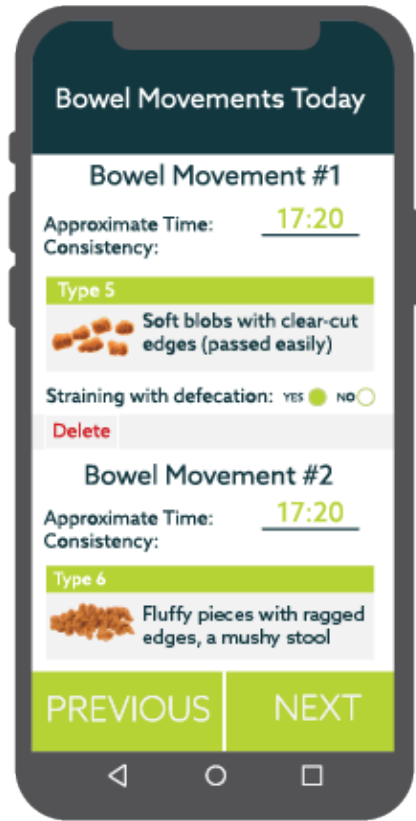 Bowel Movements Today
Bowel Movement #1
Approximate Time: 17:20
Consistency:
Type 5
Soft blobs with clear-cut
edges (passed easily)
Straining with defecation: YES NO
Delete
Bowel Movement #2
Approximate Time: 17:20
Consistency:
Type 6
Fluffy pieces with ragged
edges, a mushy stool
PREVIOUS NEXT